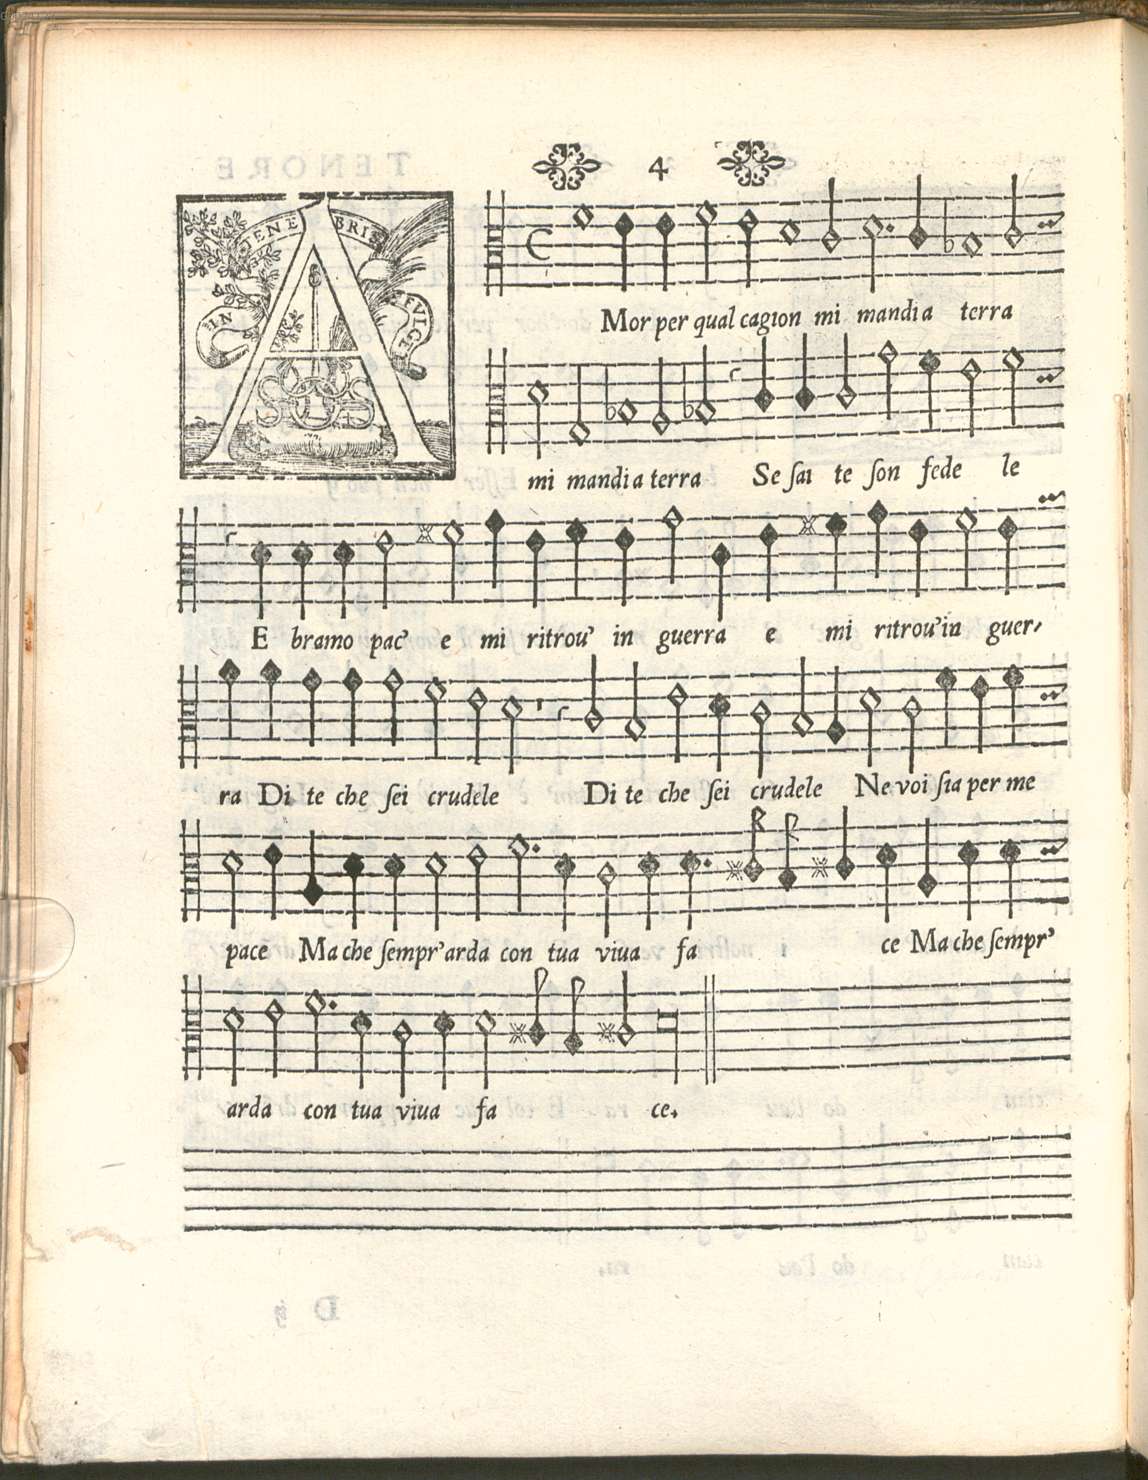 4
IN TENEBRIS FVLGET
A
Mor per qual cagion mi mandi a terra
mi mandi a terra Se sai te son fede le
E bramo pac' e mi ritrou' in guerra e mi ritrou' in guer-
ra Di te che sei crudele Di te che sei crudele Ne voi sia per me
pace Ma che sempr' arda con tua viua fa ce Ma che sempr'
arda con tua viua fa ce.